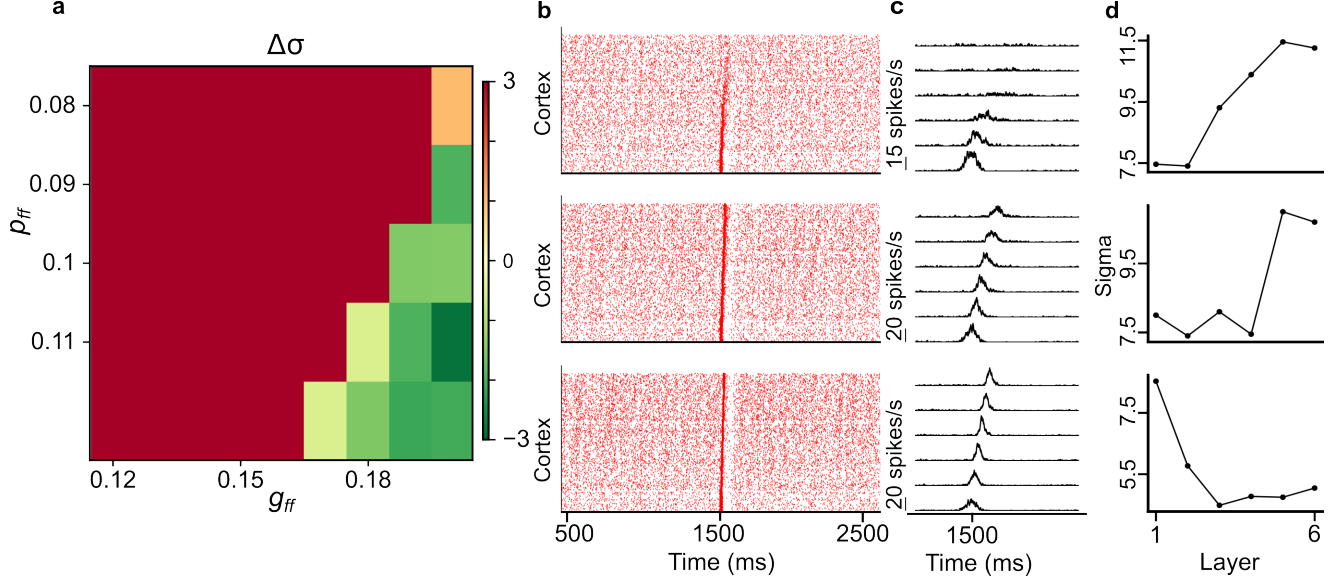 a
Δσ
0.08
0.09
0.1
0.11
p_ff
0.12
0.15
0.18
g_ff
3
0
−3
b
Cortex
Cortex
Cortex
500
1500
2500
Time (ms)
c
15 spikes/s
20 spikes/s
20 spikes/s
1500
Time (ms)
d
11.5
9.5
7.5
9.5
7.5
Sigma
7.5
5.5
1
6
Layer